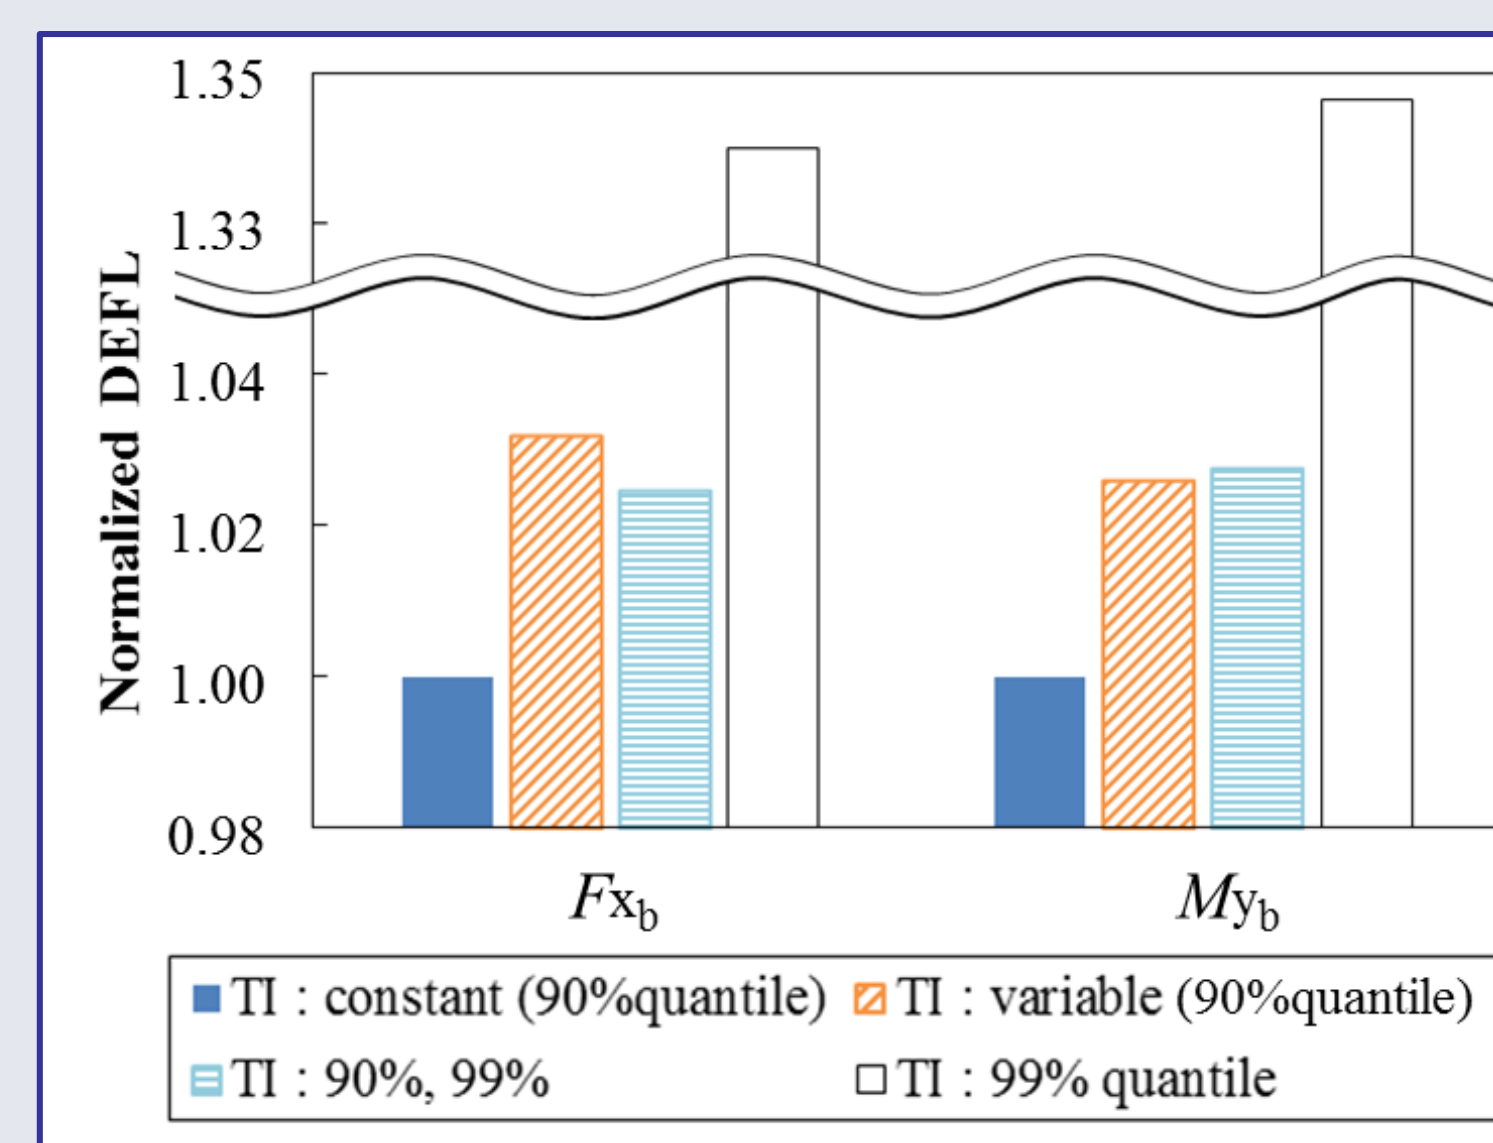 1.35
1.33
1.04
1.02
1.00
0.98
Normalized DEFL
Fxb
Myb
TI : constant (90%quantile)
TI : variable (90%quantile)
TI : 90%, 99%
TI : 99% quantile